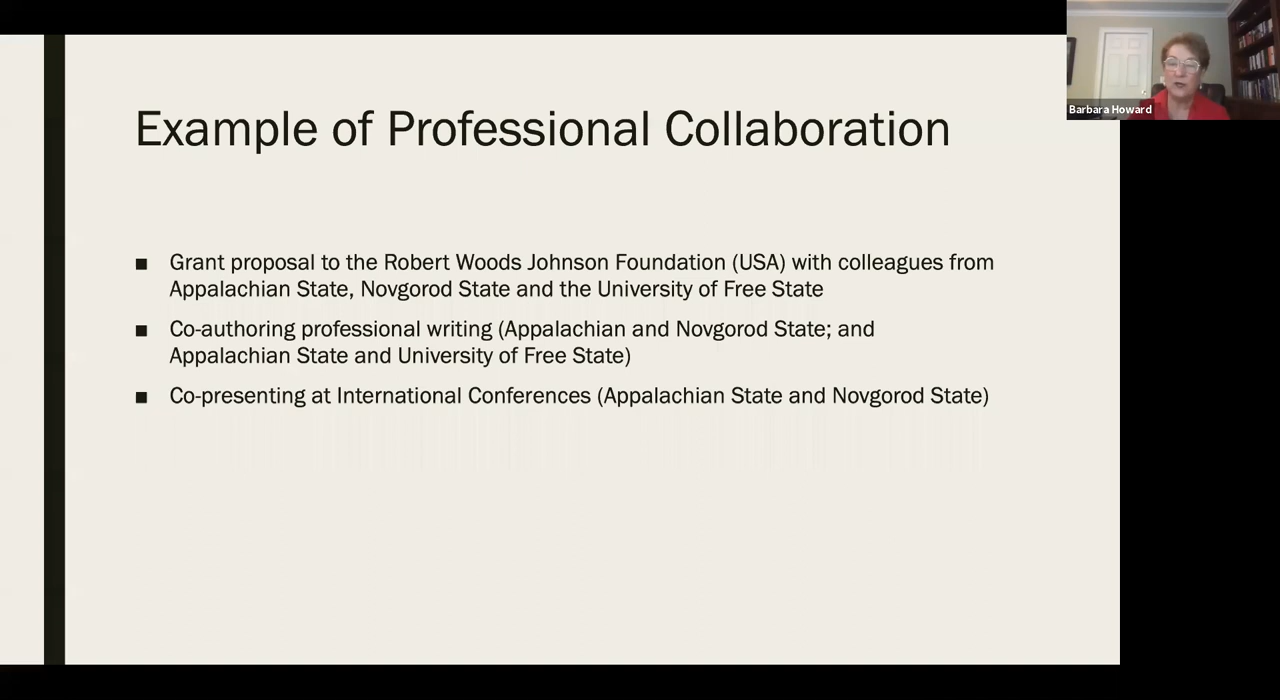 Example of Professional Collaboration
Grant proposal to the Robert Woods Johnson Foundation (USA) with colleagues from
Appalachian State, Novgorod State and the University of Free State
Co-authoring professional writing (Appalachian and Novgorod State; and
Appalachian State and University of Free State)
Co-presenting at International Conferences (Appalachian State and Novgorod State)
Barbara Howard